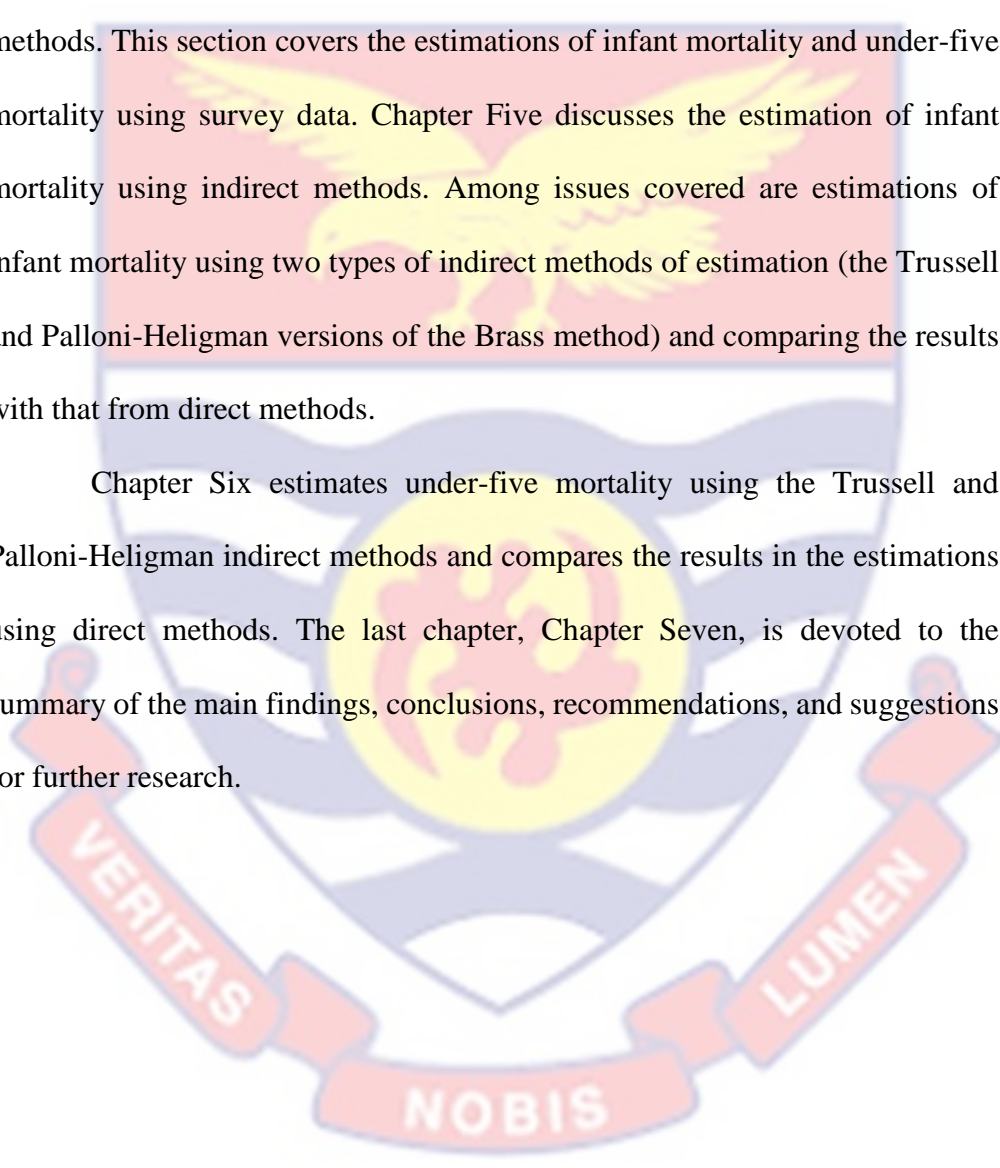 methods. This section covers the estimations of infant mortality and under-five
mortality using survey data. Chapter Five discusses the estimation of infant
mortality using indirect methods. Among issues covered are estimations of
infant mortality using two types of indirect methods of estimation (the Trussell
and Palloni-Heligman versions of the Brass method) and comparing the results
with that from direct methods.
Chapter Six estimates under-five mortality using the Trussell and
Palloni-Heligman indirect methods and compares the results in the estimations
using direct methods. The last chapter, Chapter Seven, is devoted to the
summary of the main findings, conclusions, recommendations, and suggestions
for further research.
VERITAS
NOBIS
LUMEN